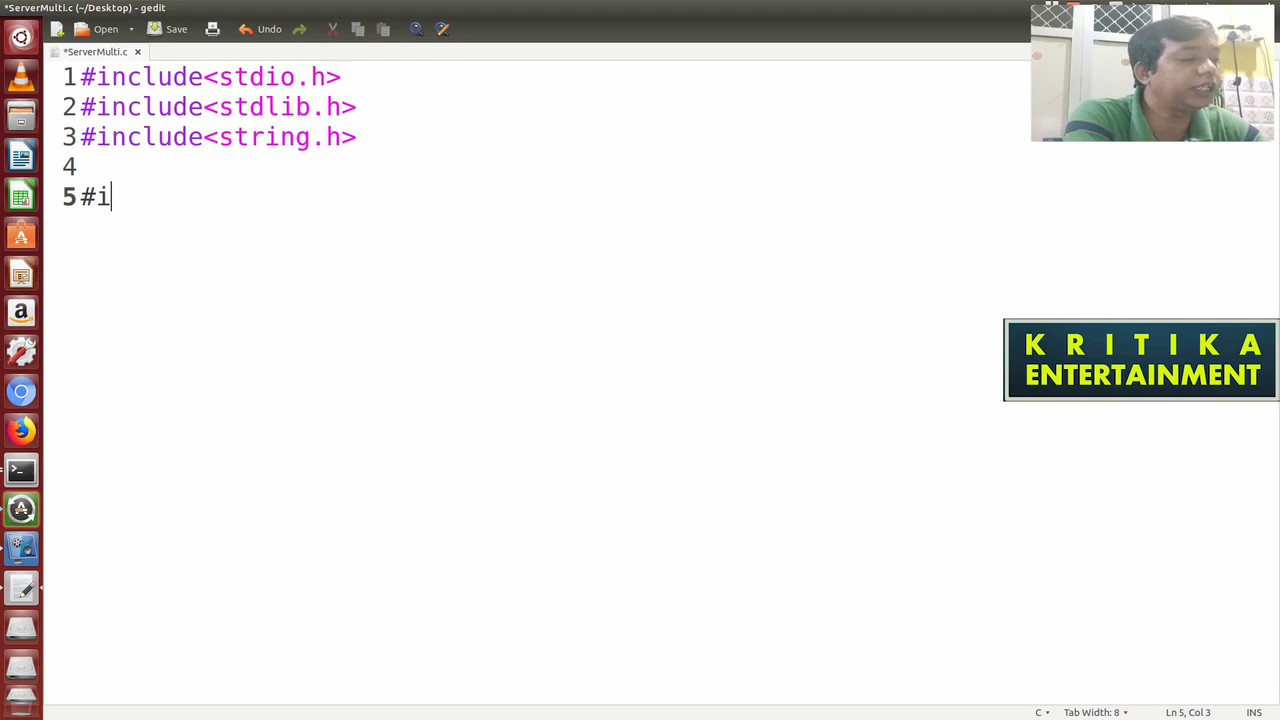 *ServerMulti.c (~/Desktop) - gedit
Open
Save
Undo
*ServerMulti.c
1 #include<stdio.h>
2 #include<stdlib.h>
3 #include<string.h>
4
5 #i
KRITIKA
ENTERTAINMENT
C
Tab Width: 8
Ln 5, Col 3
INS